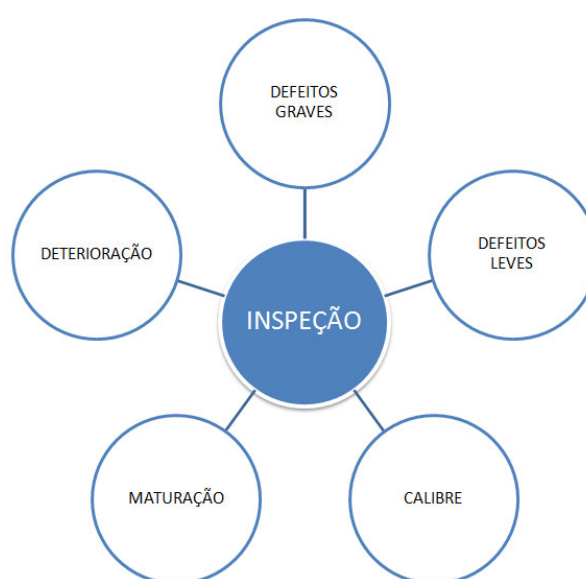 DEFEITOS
GRAVES
DETERIORAÇÃO
DEFEITOS
LEVES
INSPEÇÃO
MATURAÇÃO
CALIBRE